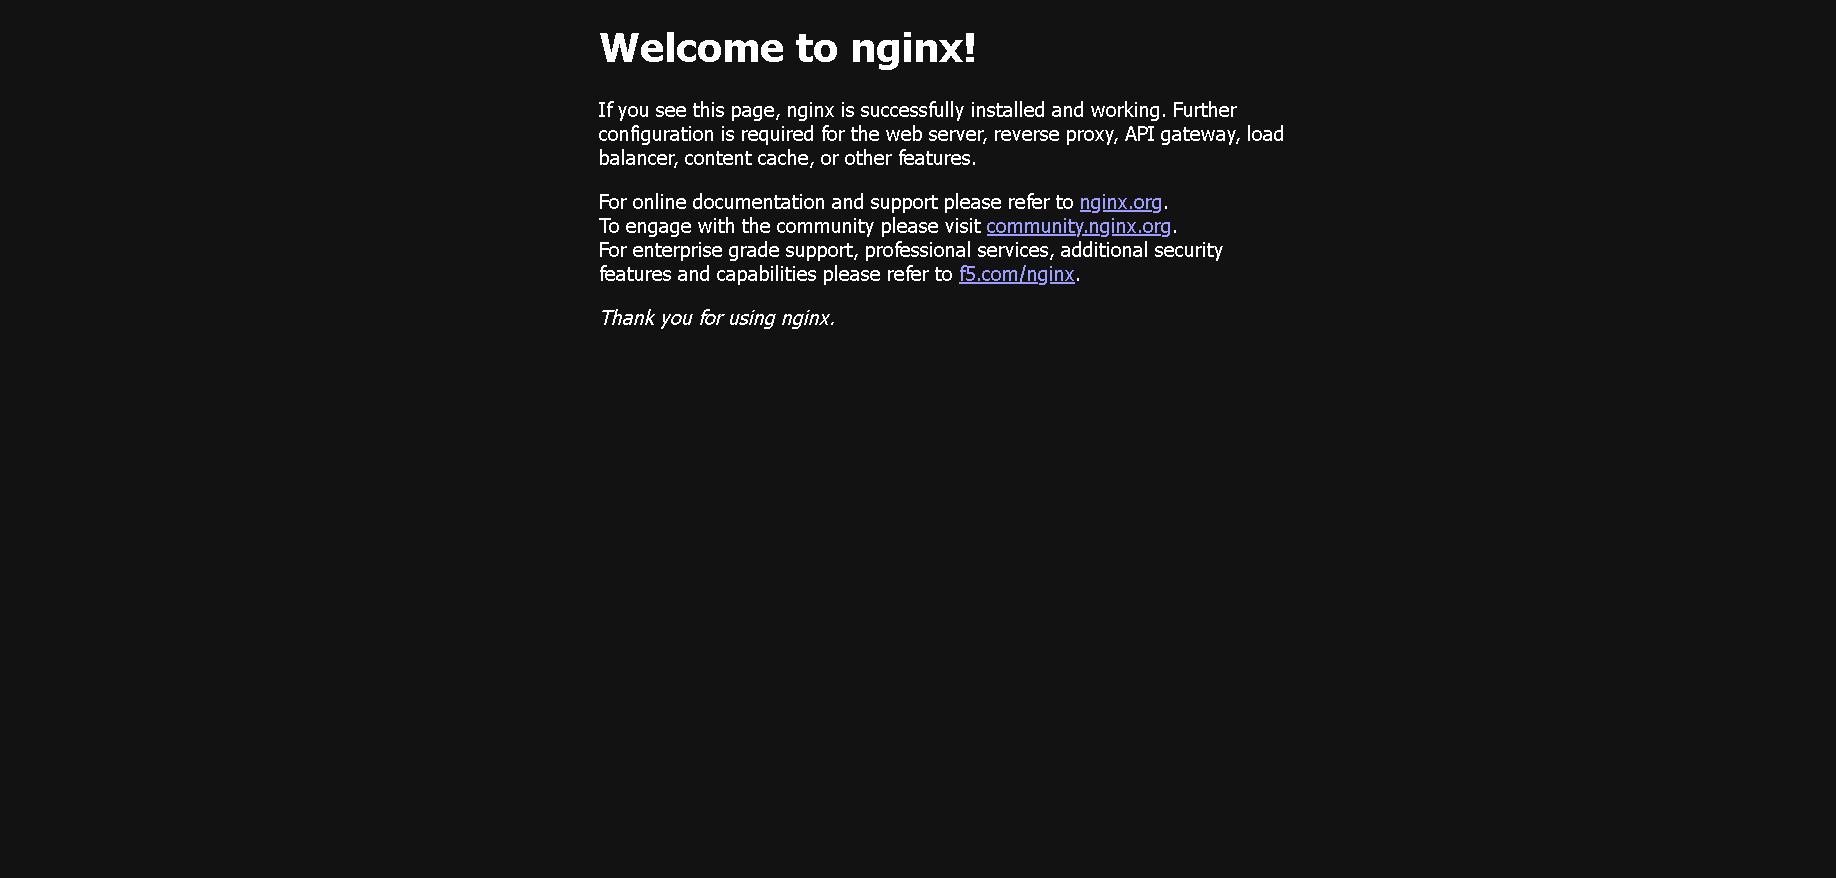 Welcome to nginx!
If you see this page, nginx is successfully installed and working. Further
configuration is required for the web server, reverse proxy, API gateway, load
balancer, content cache, or other features.
For online documentation and support please refer to nginx.org.
To engage with the community please visit community.nginx.org.
For enterprise grade support, professional services, additional security
features and capabilities please refer to f5.com/nginx.
Thank you for using nginx.